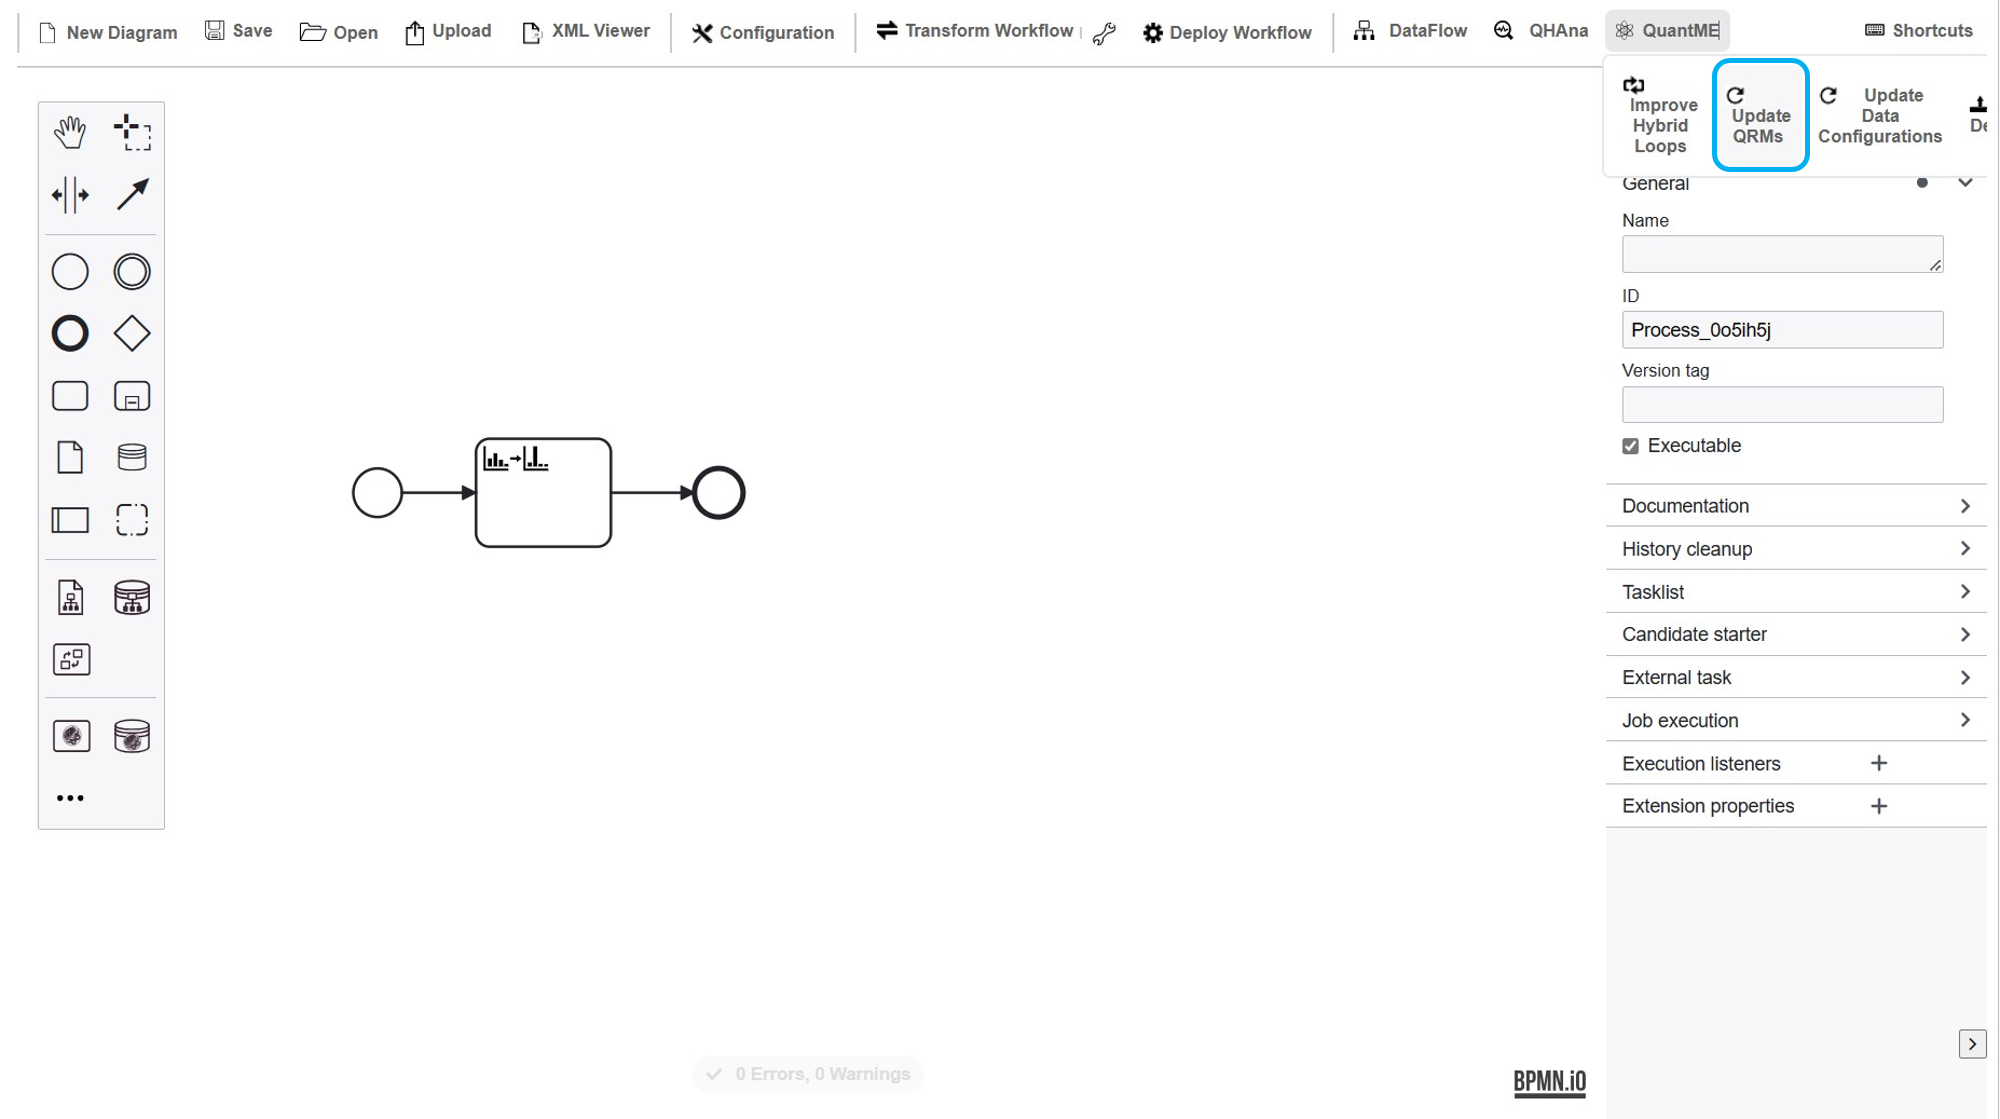 New Diagram
Save
Open
Upload
XML Viewer
Configuration
Transform Workflow
Deploy Workflow
DataFlow
QHAna
QuantME
Shortcuts
Improve
Hybrid
Loops
Update
QRMs
Update
Data
Configurations
De
General
Name
ID
Process_0o5ih5j
Version tag
Executable
Documentation
History cleanup
Tasklist
Candidate starter
External task
Job execution
Execution listeners
Extension properties
0 Errors, 0 Warnings
BPMN.iO